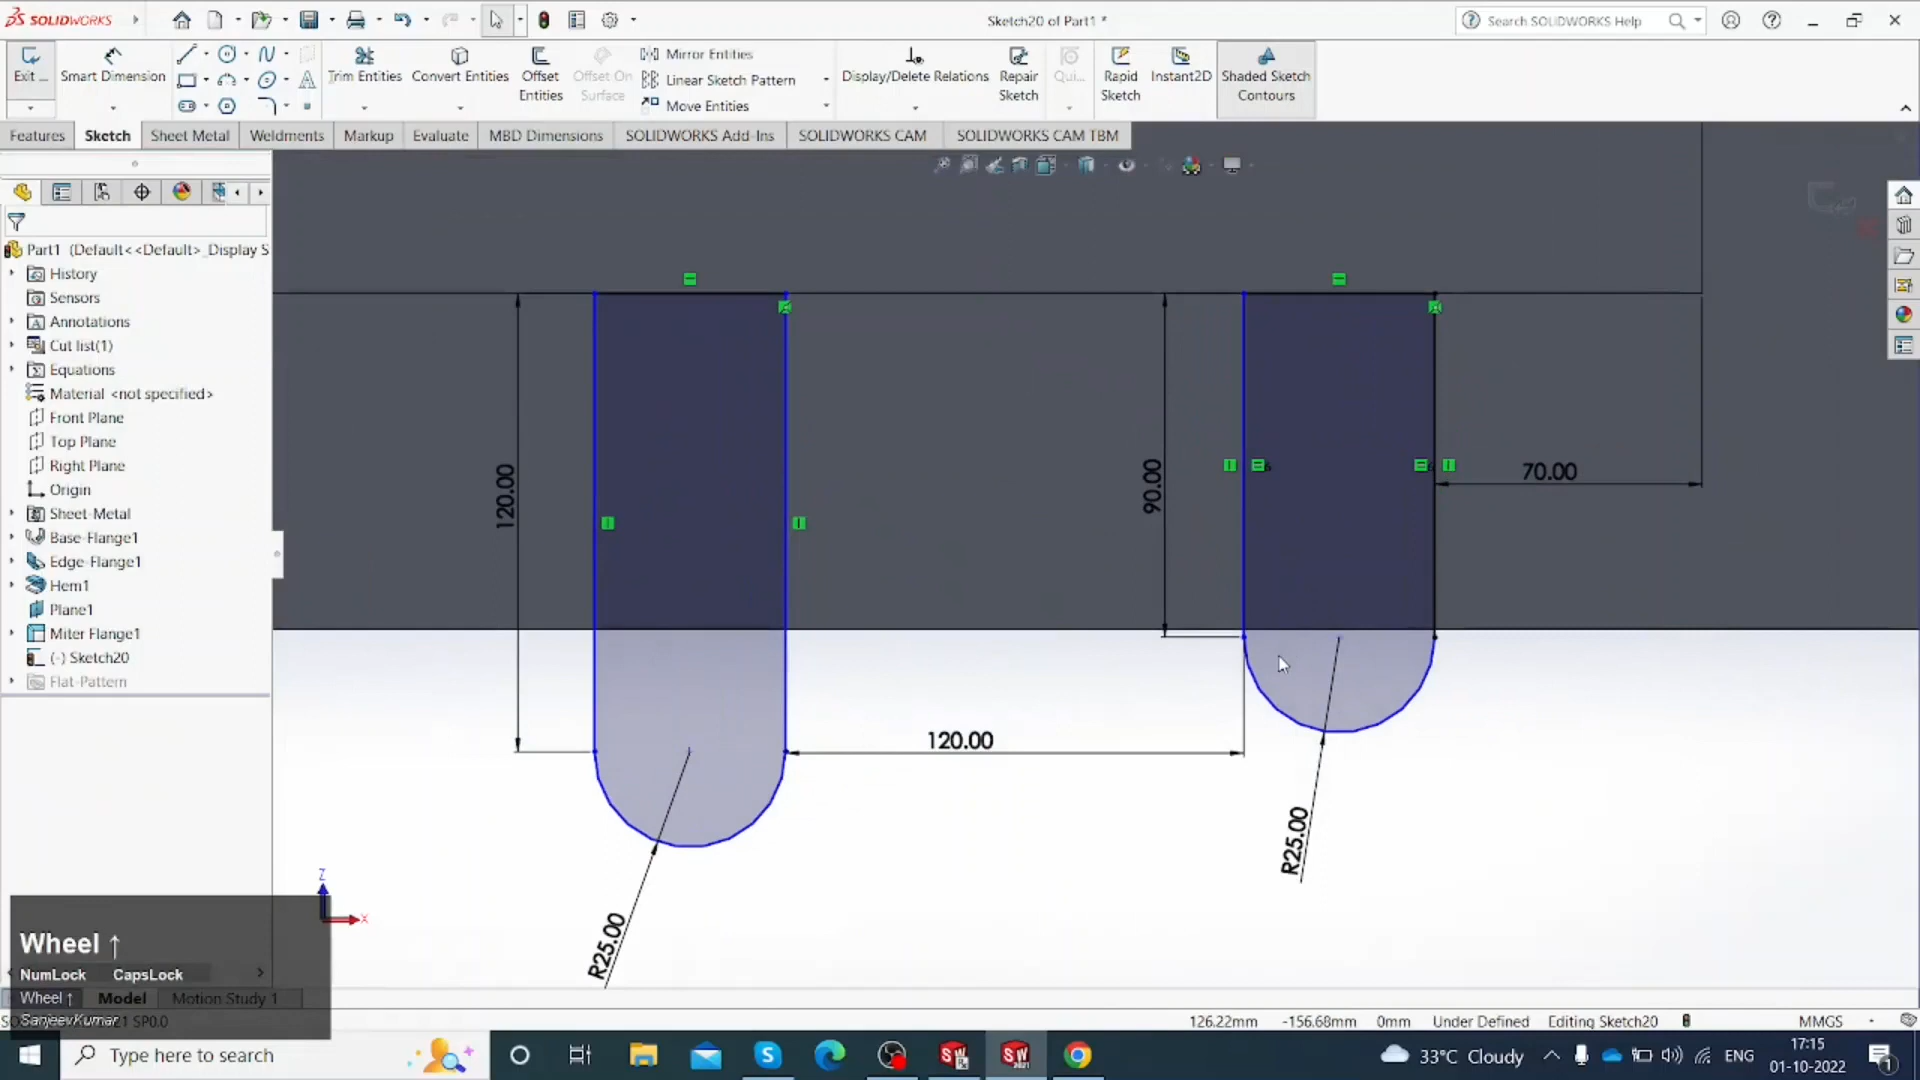 SOLIDWORKS
Sketch20 of Part1 *
Search SOLIDWORKS Help
Exit ...
Smart Dimension
Trim Entities
Convert Entities
Offset Entities
Offset On Surface
Mirror Entities
Linear Sketch Pattern
Move Entities
Display/Delete Relations
Repair Sketch
Qui...
Rapid Sketch
Instant2D
Shaded Sketch Contours
Features
Sketch
Sheet Metal
Weldments
Markup
Evaluate
MBD Dimensions
SOLIDWORKS Add-Ins
SOLIDWORKS CAM
SOLIDWORKS CAM TBM
Part1 (Default<<Default>_Display S
History
Sensors
Annotations
Cut list(1)
Equations
Material <not specified>
Front Plane
Top Plane
Right Plane
Origin
Sheet-Metal
Base-Flange1
Edge-Flange1
Hem1
Plane1
Miter Flange1
(-) Sketch20
Flat-Pattern
120.00
90.00
70.00
120.00
R25.00
R25.00
Z
X
Wheel ↑
NumLock CapsLock
Wheel ↑
Model
Motion Study 1
SanjeevKumar
21 SP0.0
126.22mm
-156.68mm
0mm
Under Defined
Editing Sketch20
MMGS
Type here to search
33°C Cloudy
ENG
17:15
01-10-2022